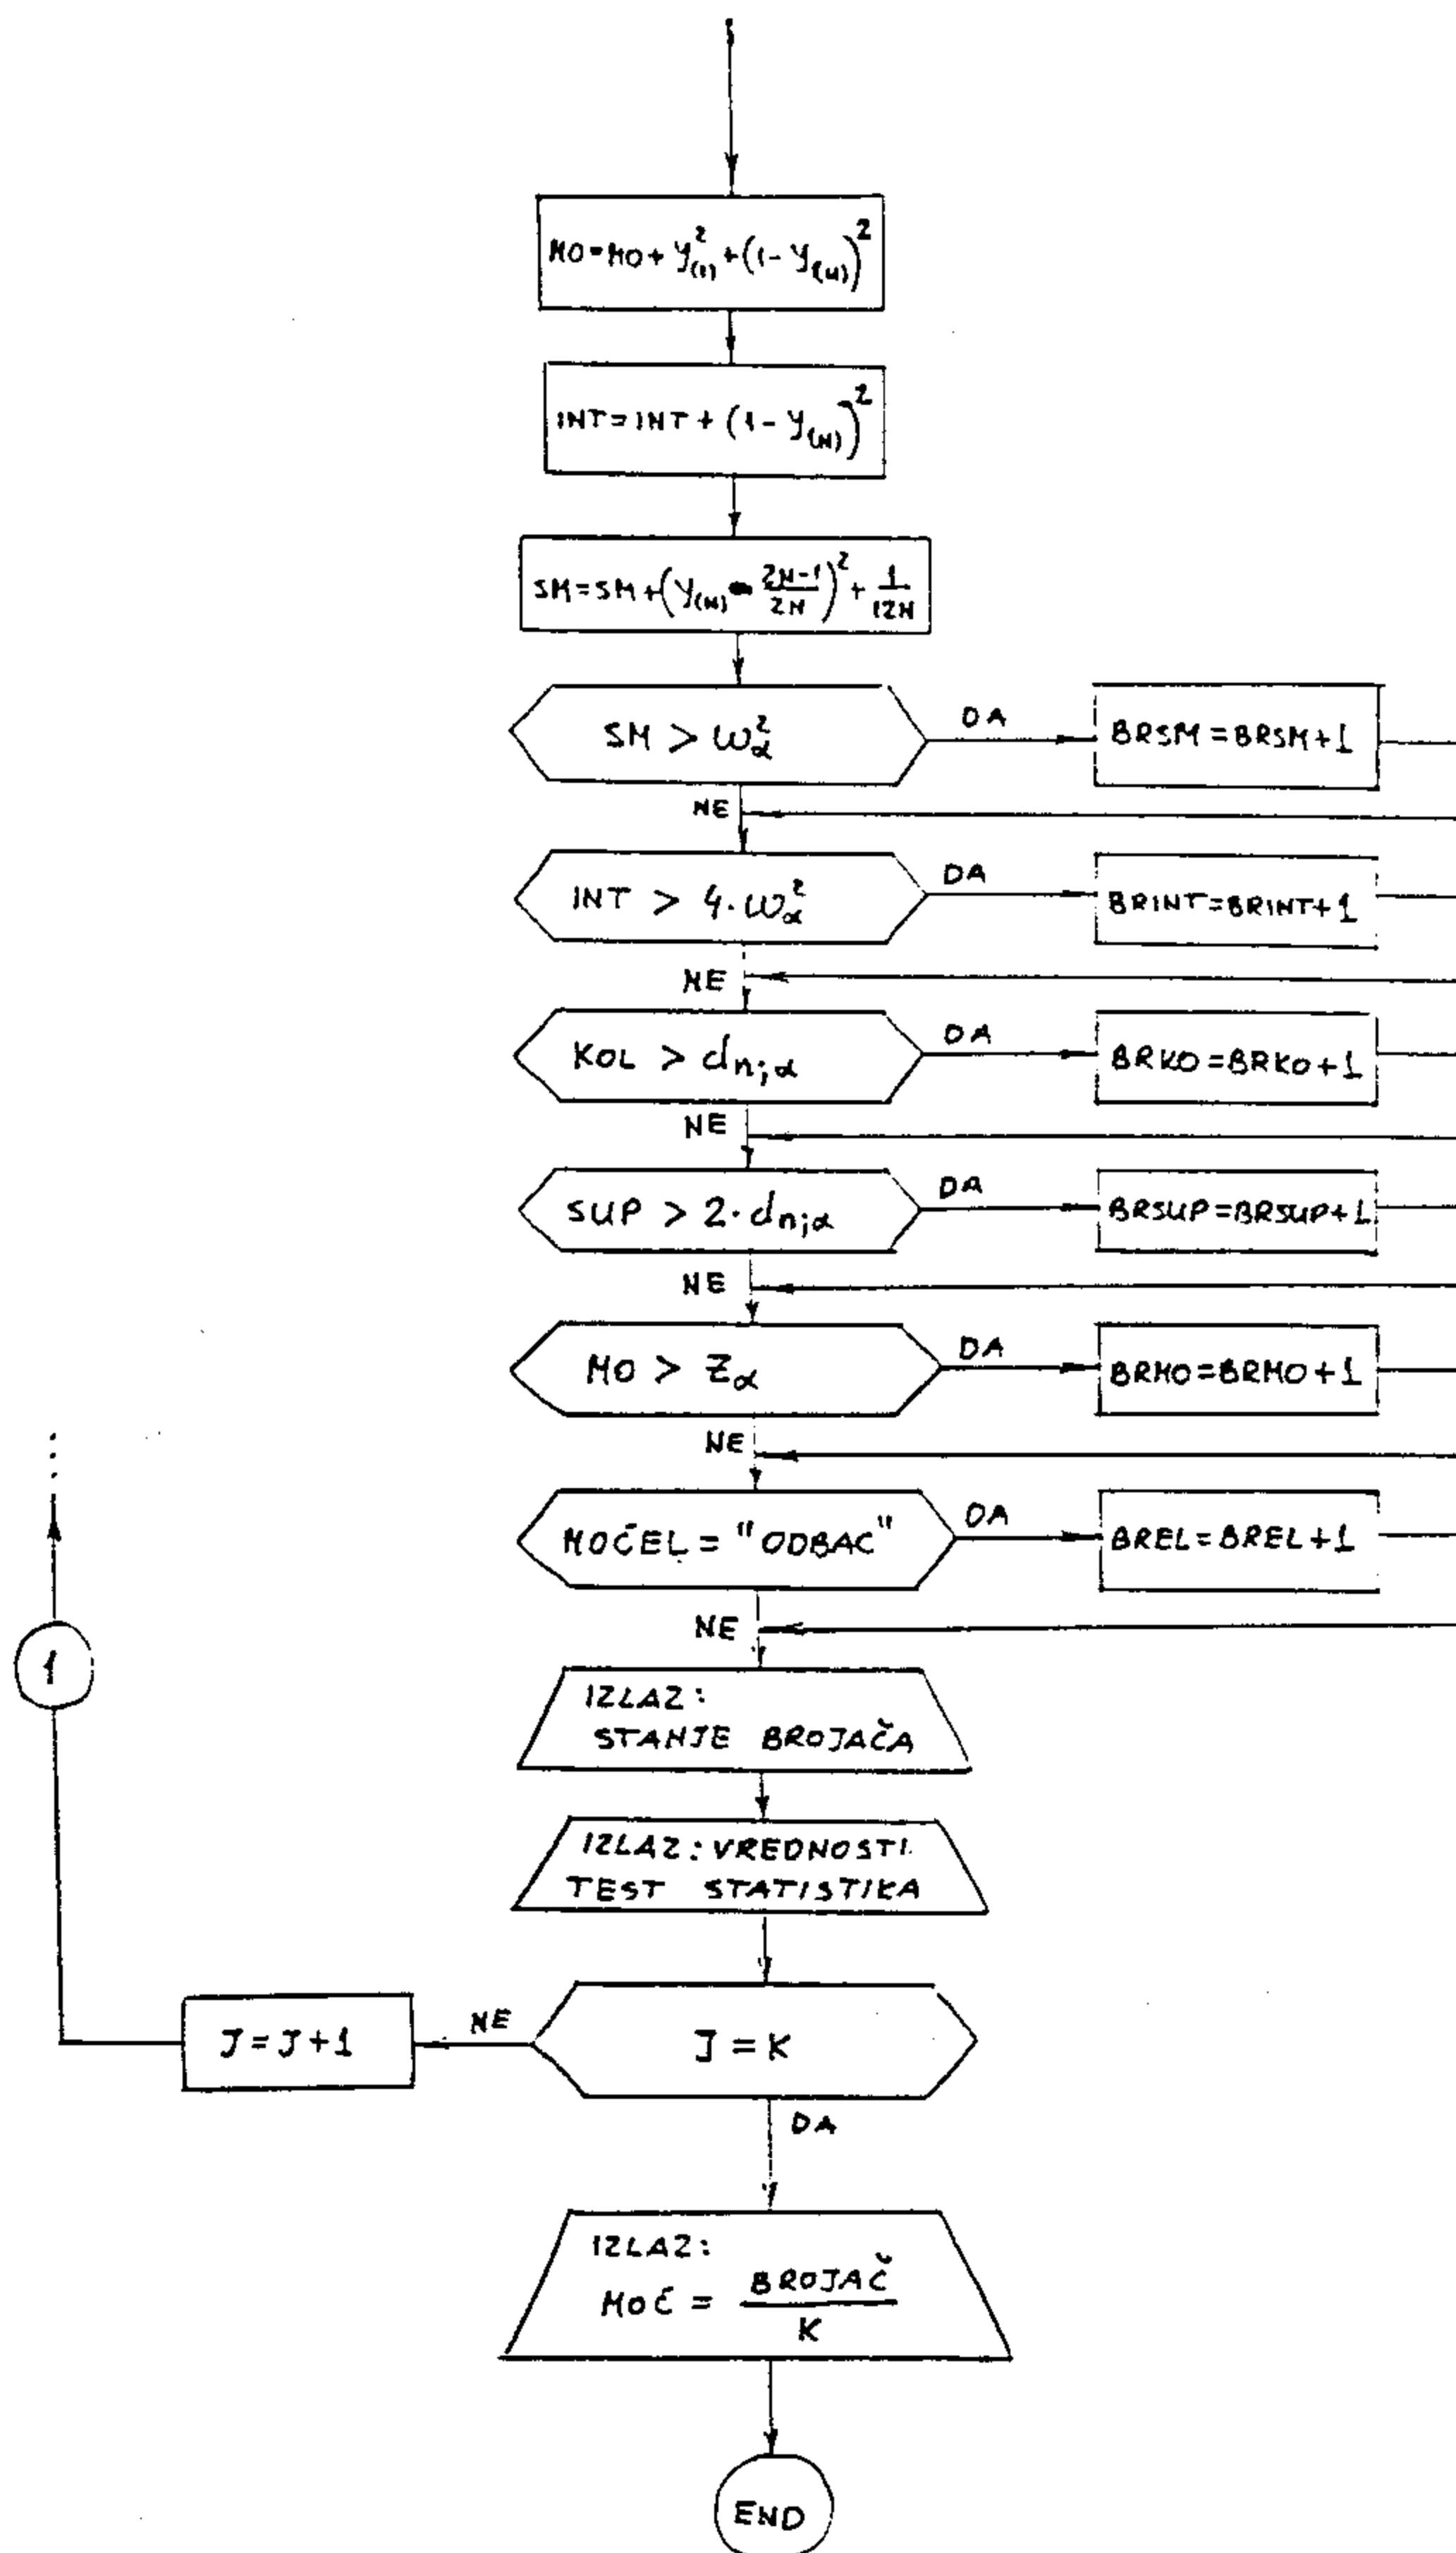 MO=MO+y²₍₁₎+(1-y₍N₎)²
INT=INT+(1-y₍N₎)²
SM=SM+(y₍N₎-(2N-1)/2N)²+1/12N
SM > ω²α
DA
BRSM=BRSM+1
NE
INT > 4·ω²α
DA
BRINT=BRINT+1
NE
KOL > dn;α
DA
BRKO=BRKO+1
NE
SUP > 2·dn;α
DA
BRSUP=BRSUP+1
NE
MO > Zα
DA
BRMO=BRMO+1
NE
MOĆEL = "ODBAC"
DA
BREL=BREL+1
NE
1
IZLAZ:
STANJE BROJAČA
IZLAZ: VREDNOSTI
TEST STATISTIKA
J=J+1
NE
J=K
DA
IZLAZ:
MOĆ = BROJAČ/K
END